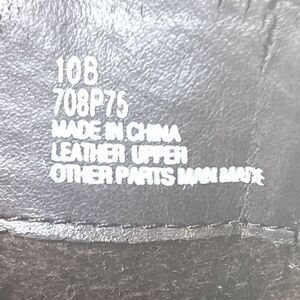 10B
708P75
MADE IN CHINA
LEATHER UPPER
OTHER PARTS MAN MADE